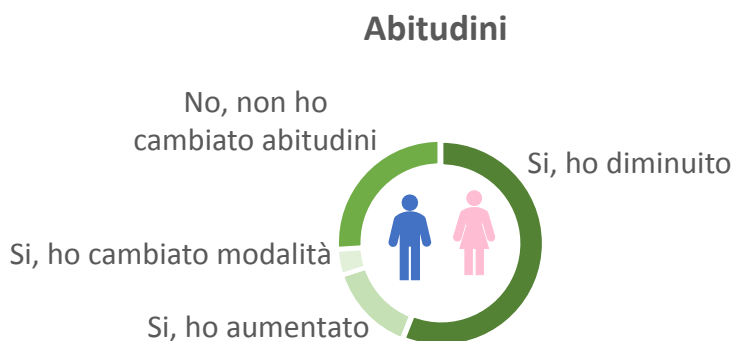 Abitudini
No, non ho
cambiato abitudini
Si, ho diminuito
Si, ho cambiato modalità
Si, ho aumentato